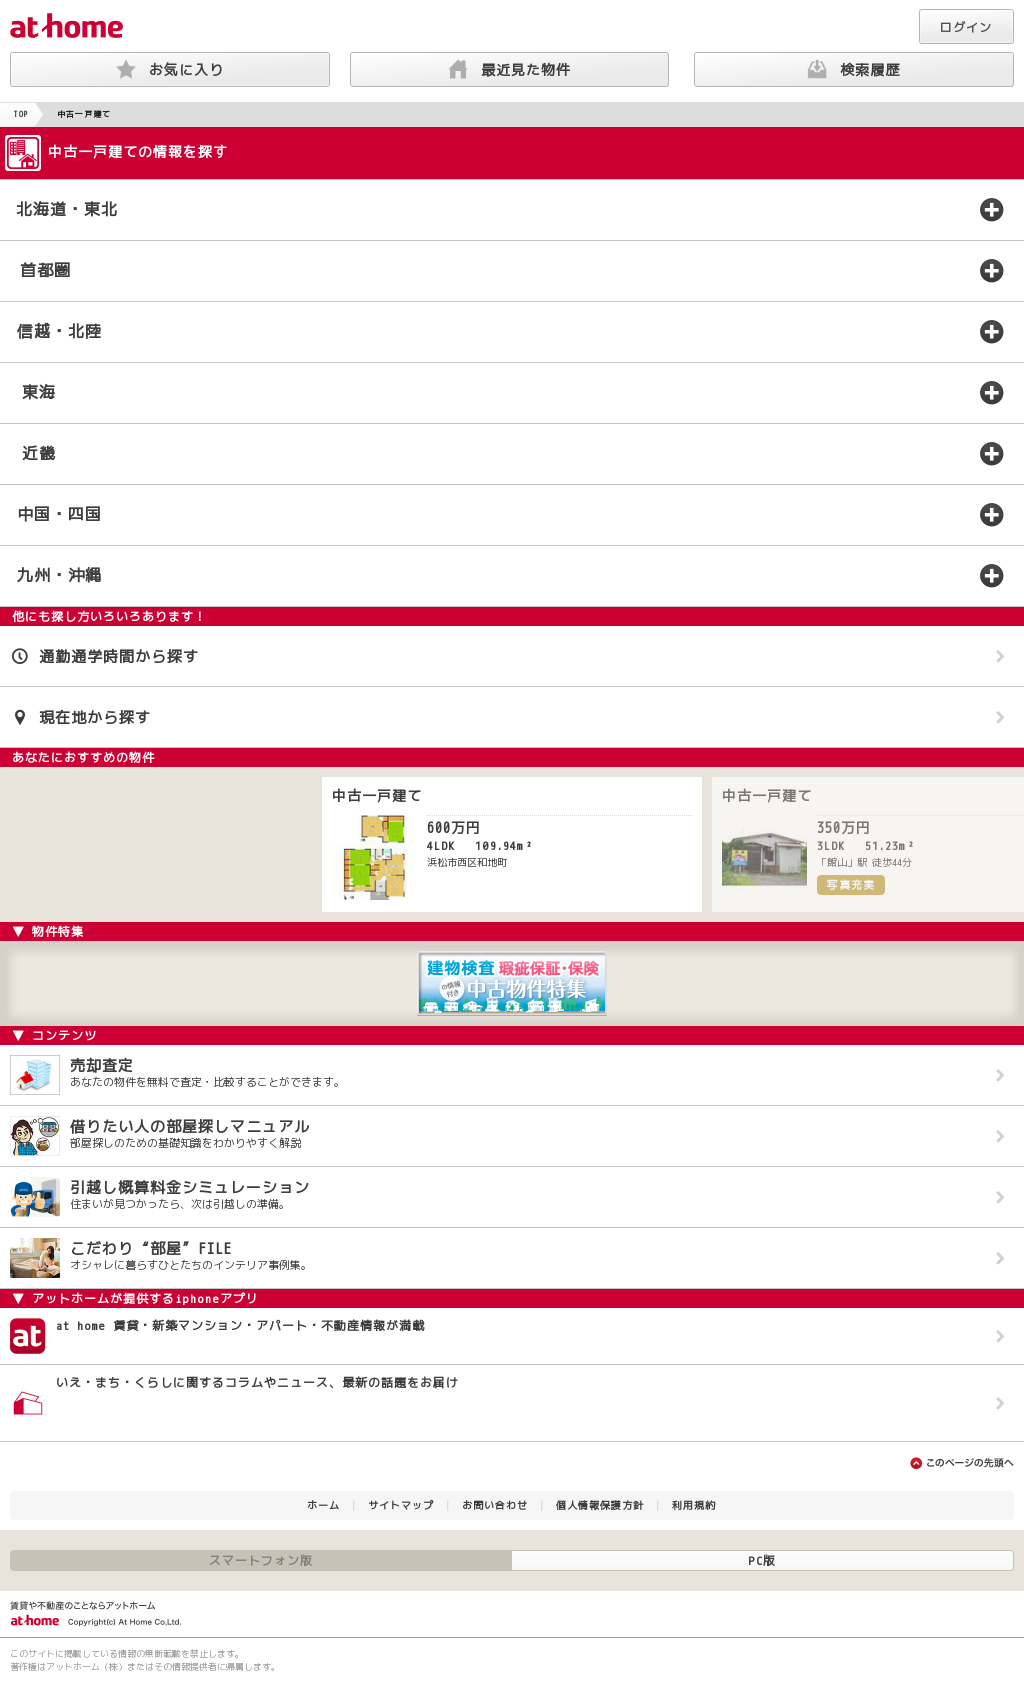 at home
ログイン
お気に入り
最近見た物件
検索履歴
TOP
中古一戸建て
中古一戸建ての情報を探す
北海道・東北
首都圏
信越・北陸
東海
近畿
中国・四国
九州・沖縄
他にも探し方いろいろあります！
通勤通学時間から探す
現在地から探す
あなたにおすすめの物件
中古一戸建て
600万円
4LDK 109.94m²
浜松市西区和地町
中古一戸建て
350万円
3LDK 51.23m²
「館山」駅 徒歩44分
写真充実
▼ 物件特集
建物検査 瑕疵保証・保険
の情報付き 中古物件特集
▼ コンテンツ
売却査定
あなたの物件を無料で査定・比較することができます。
借りたい人の部屋探しマニュアル
部屋探しのための基礎知識をわかりやすく解説
引越し概算料金シミュレーション
住まいが見つかったら、次は引越しの準備。
こだわり“部屋”FILE
オシャレに暮らすひとたちのインテリア事例集。
▼ アットホームが提供するiphoneアプリ
at
at home 賃貸・新築マンション・アパート・不動産情報が満載
いえ・まち・くらしに関するコラムやニュース、最新の話題をお届け
このページの先頭へ
ホーム | サイトマップ | お問い合わせ | 個人情報保護方針 | 利用規約
スマートフォン版
PC版
賃貸や不動産のことならアットホーム
at home Copyright(c) At Home Co.,Ltd.
このサイトに掲載している情報の無断転載を禁止します。
著作権はアットホーム（株）またはその情報提供者に帰属します。